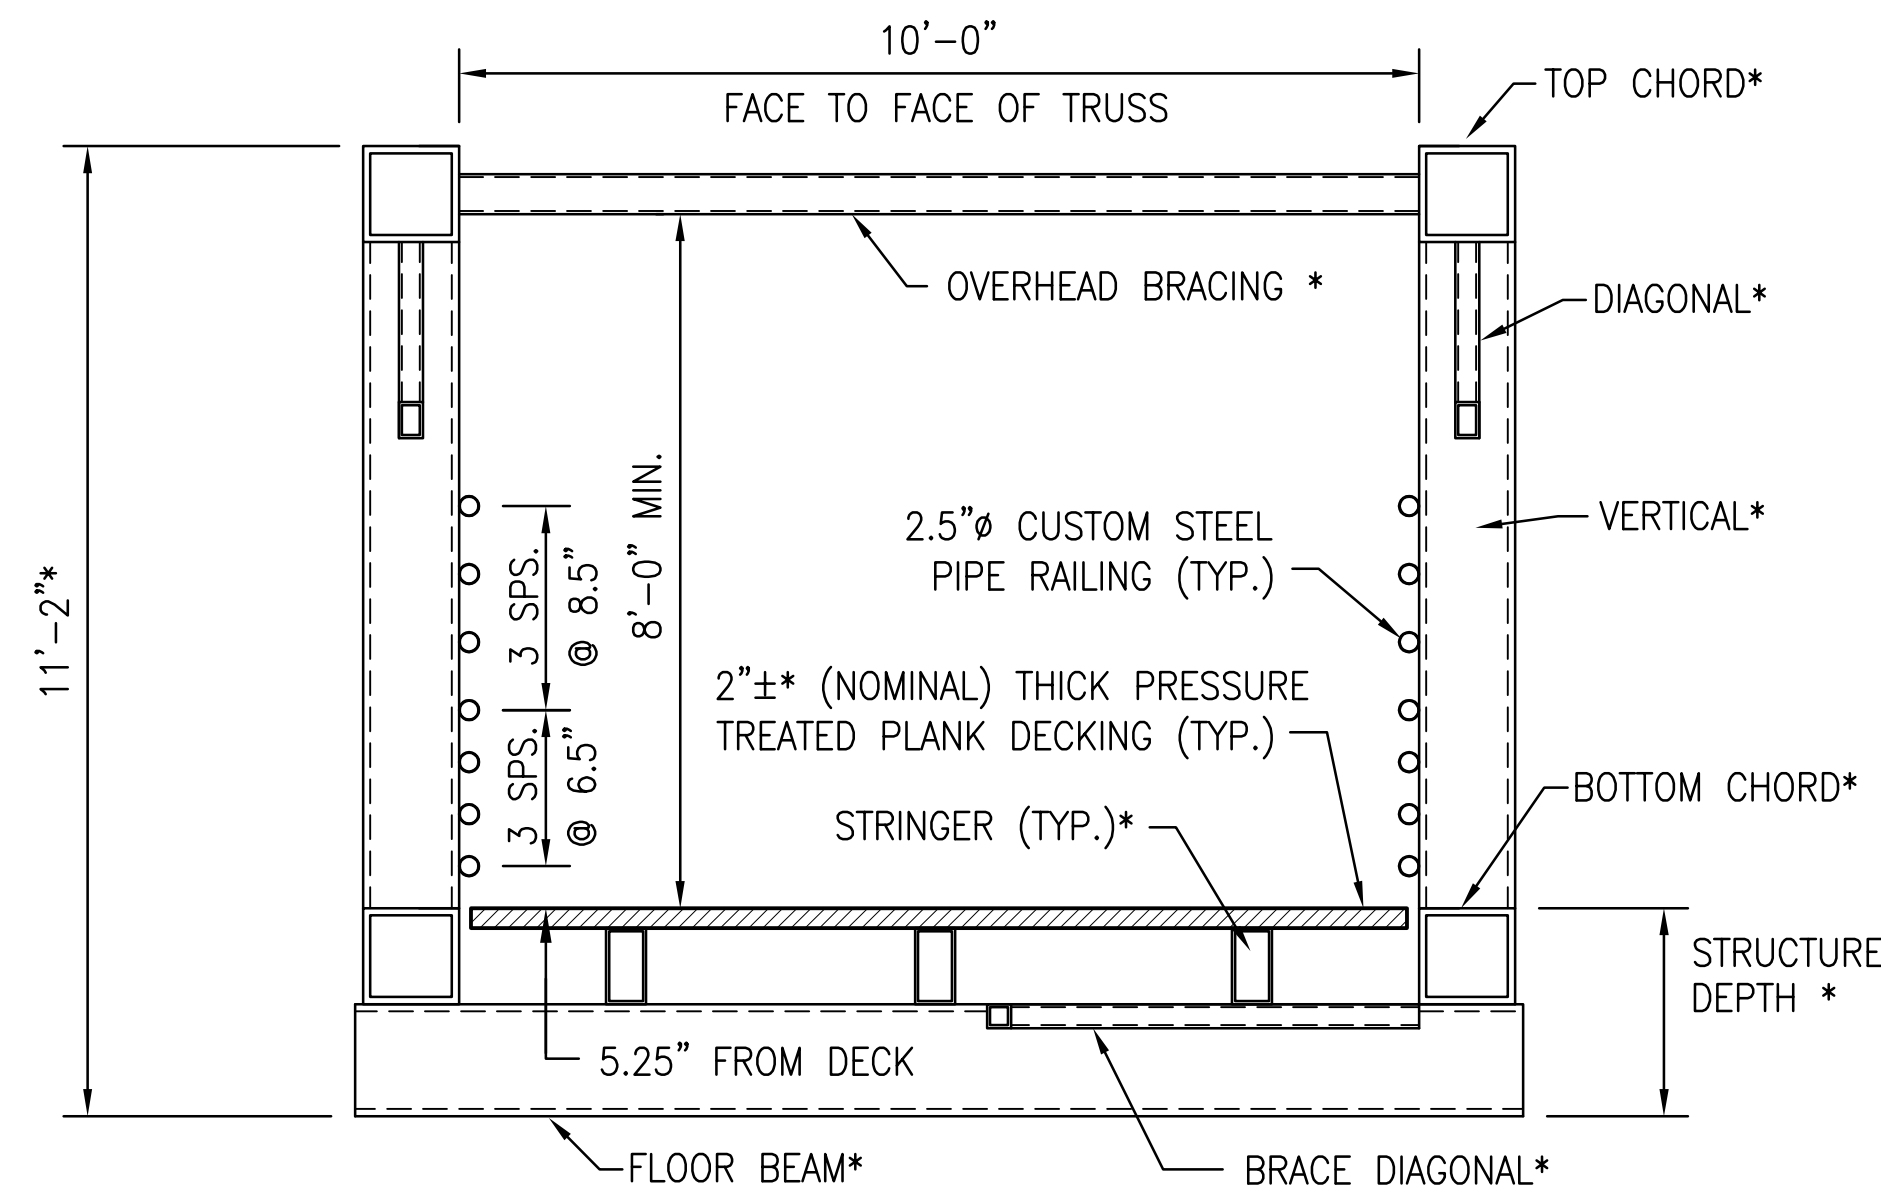 10'-0"
FACE TO FACE OF TRUSS
TOP CHORD*
OVERHEAD BRACING *
DIAGONAL*
VERTICAL*
11'-2"*
3 SPS.
@ 8.5"
8'-0" MIN.
2.5"ø CUSTOM STEEL
PIPE RAILING (TYP.)
2"±* (NOMINAL) THICK PRESSURE
TREATED PLANK DECKING (TYP.)
3 SPS.
@ 6.5"
STRINGER (TYP.)*
BOTTOM CHORD*
STRUCTURE
DEPTH *
5.25" FROM DECK
FLOOR BEAM*
BRACE DIAGONAL*